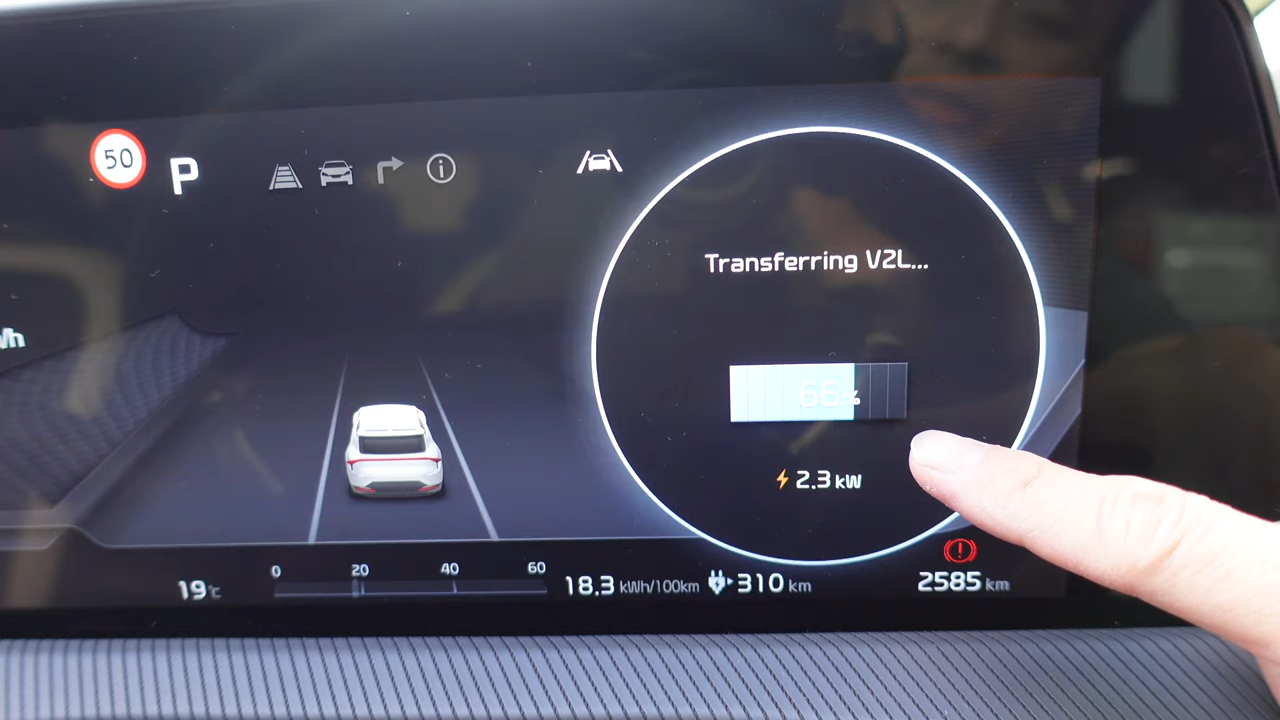 50
P
Transferring V2L...
66%
2.3 kW
19°c
0 20 40 60
18.3 kWh/100km
310 km
2585 km